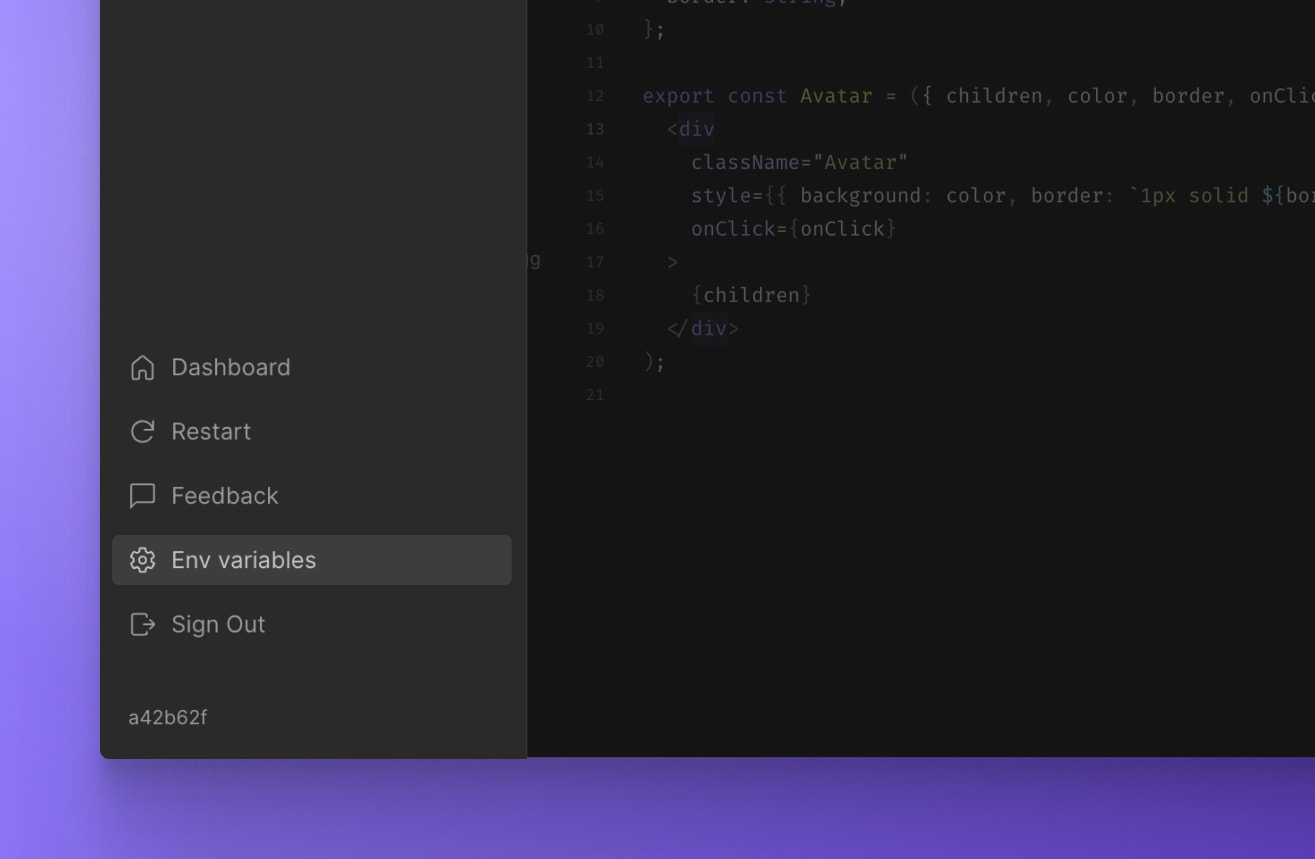 border: string;
10 };
11
12 export const Avatar = ({ children, color, border, onClic
13 <div
14 className="Avatar"
15 style={{ background: color, border: `1px solid ${bor
16 onClick={onClick}
17 >
18 {children}
19 </div>
20 );
21
Dashboard
Restart
Feedback
Env variables
Sign Out
a42b62f